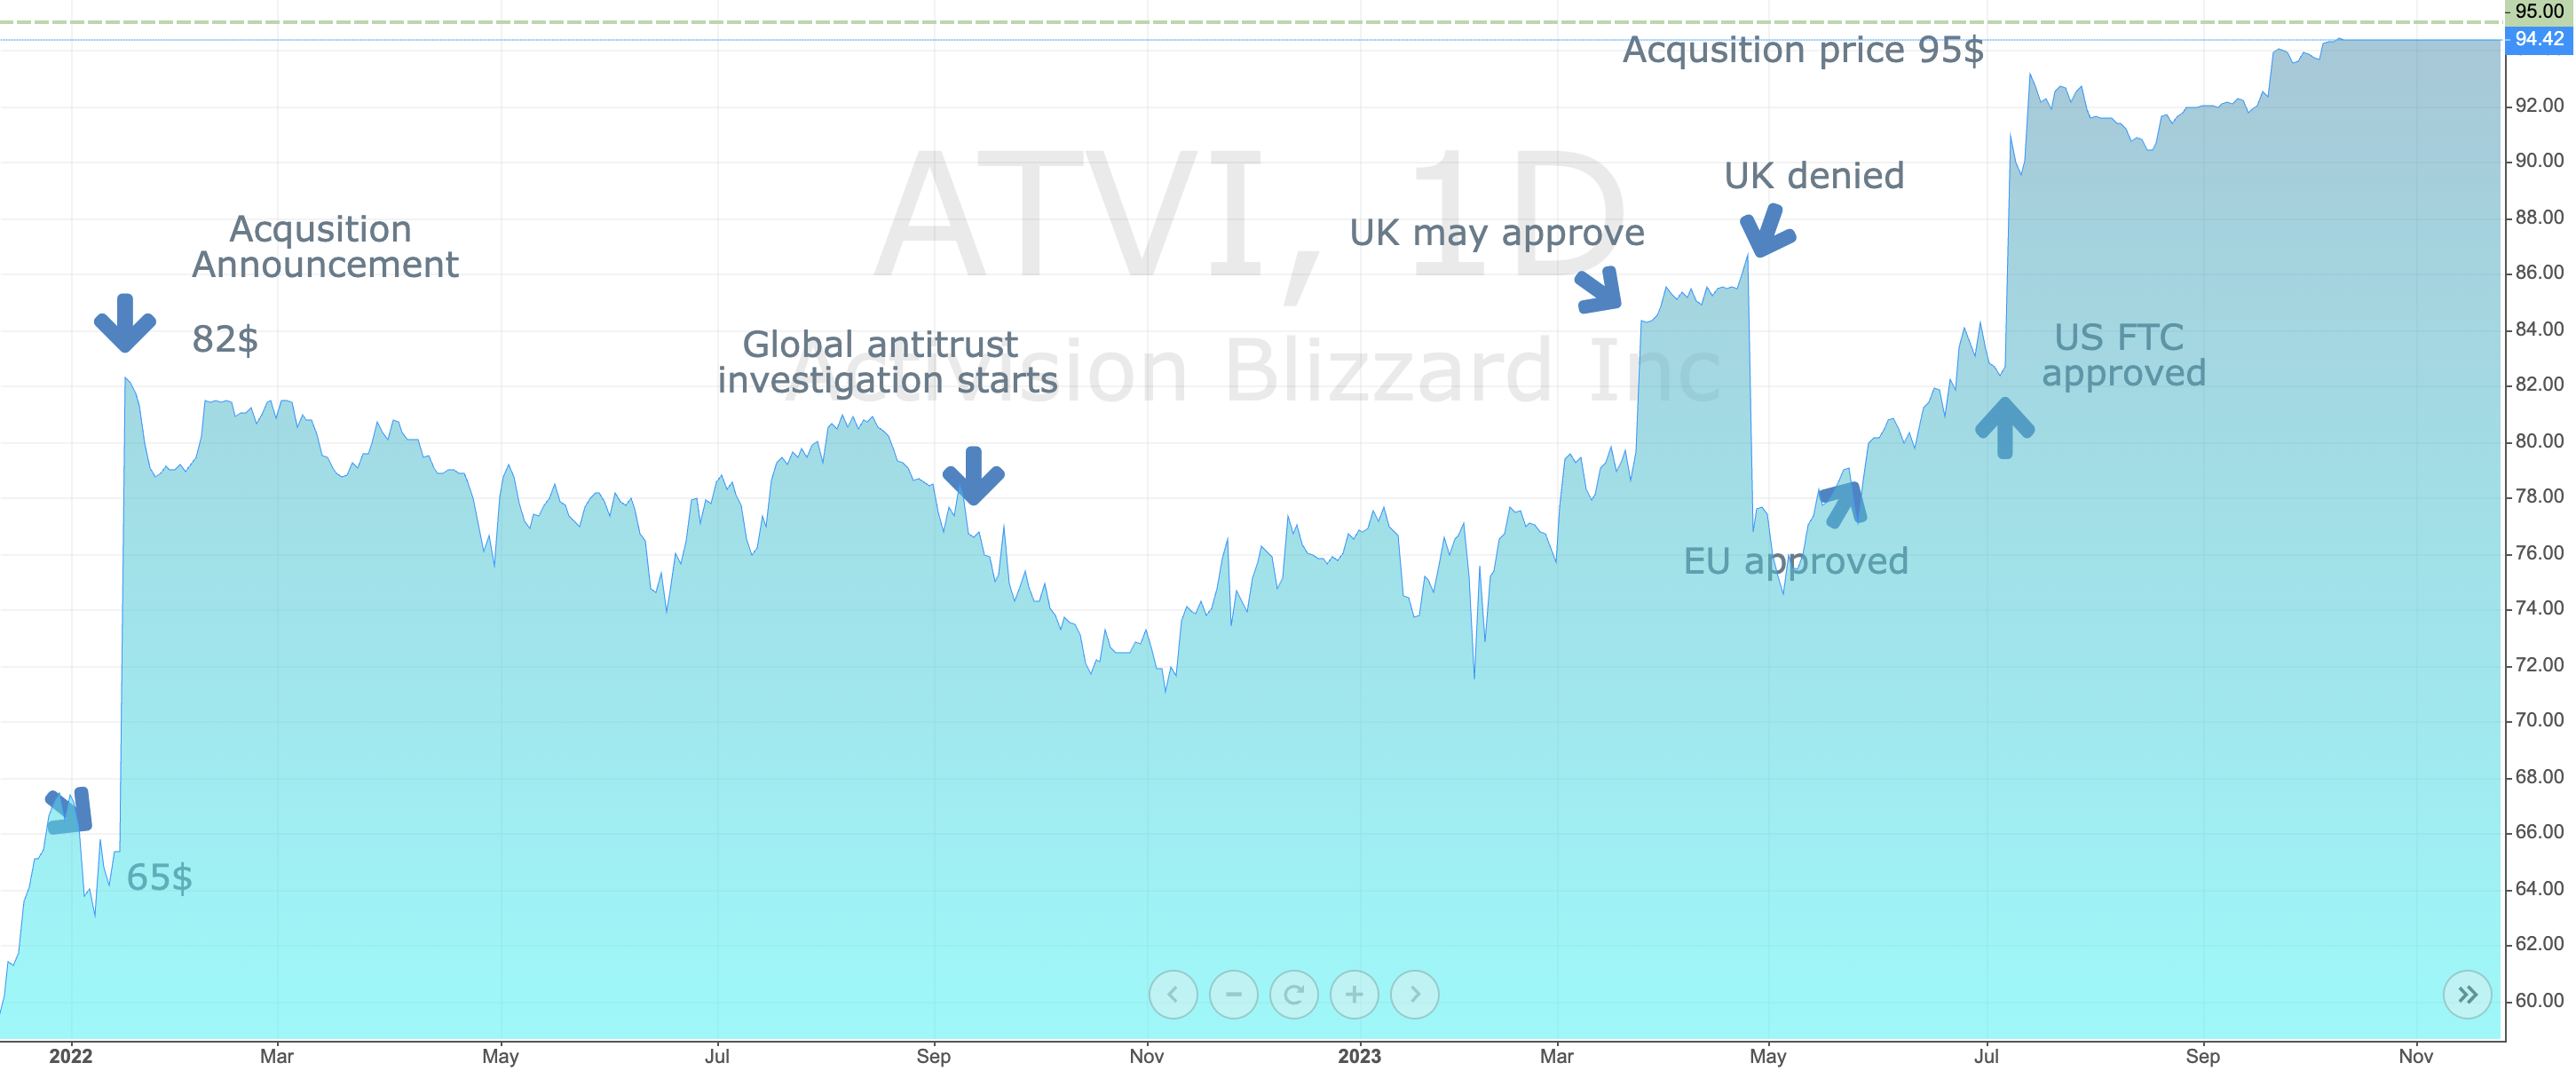 95.00
94.42
Acqusition price 95$
92.00
ATVI, 1D
90.00
UK denied
88.00
UK may approve
Acqusition
Announcement
86.00
82$
Global antitrust
investigation starts
Activision Blizzard Inc
84.00
US FTC
approved
82.00
80.00
78.00
76.00
EU approved
74.00
72.00
70.00
68.00
66.00
65$
64.00
62.00
60.00
2022 Mar May Jul Sep Nov 2023 Mar May Jul Sep Nov